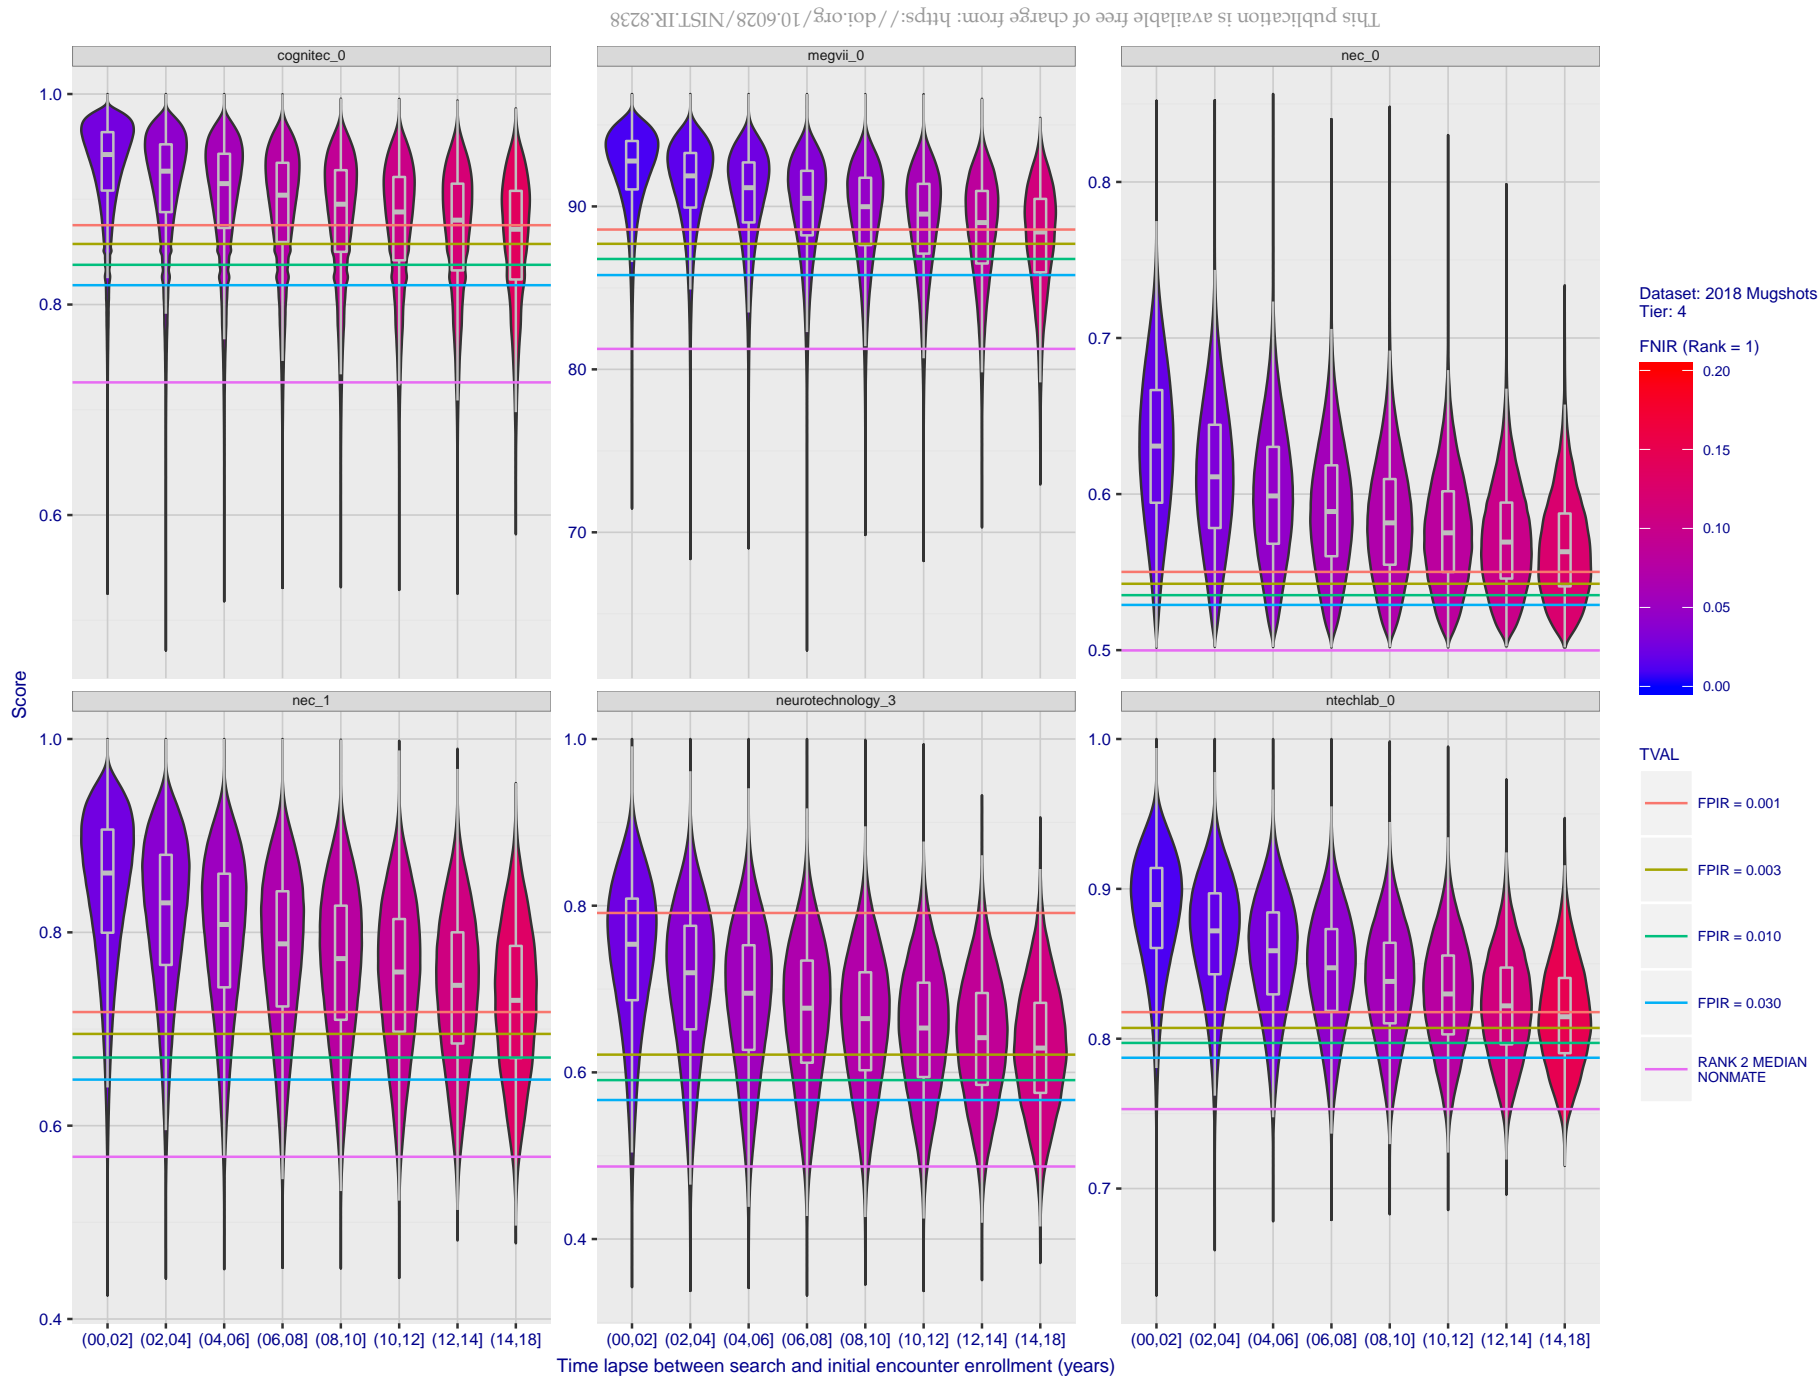 This publication is available free of charge from: https://doi.org/10.6028/NIST.IR.8238
cognitec_0
megvii_0
nec_0
1.0
0.8
0.6
90
80
70
0.8
0.7
0.6
0.5
nec_1
neurotechnology_3
ntechlab_0
1.0
0.8
0.6
0.4
1.0
0.8
0.6
0.4
1.0
0.9
0.8
0.7
Score
(00,02] (02,04] (04,06] (06,08] (08,10] (10,12] (12,14] (14,18]
(00,02] (02,04] (04,06] (06,08] (08,10] (10,12] (12,14] (14,18]
(00,02] (02,04] (04,06] (06,08] (08,10] (10,12] (12,14] (14,18]
Time lapse between search and initial encounter enrollment (years)
Dataset: 2018 Mugshots
Tier: 4
FNIR (Rank = 1)
0.20
0.15
0.10
0.05
0.00
TVAL
FPIR = 0.001
FPIR = 0.003
FPIR = 0.010
FPIR = 0.030
RANK 2 MEDIAN
NONMATE